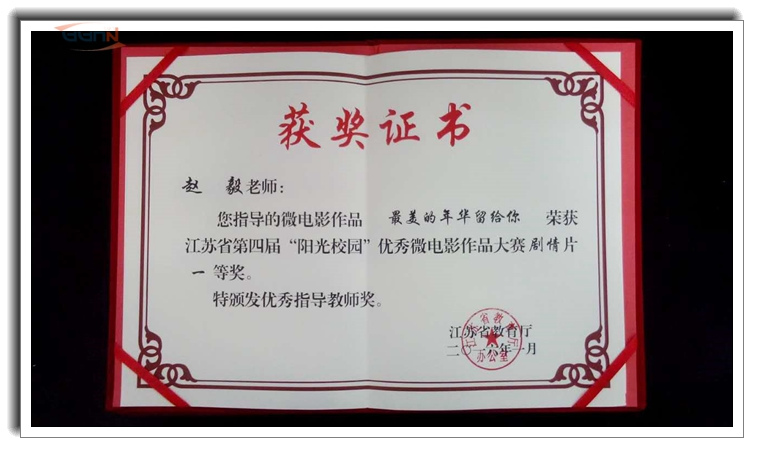 获奖证书
赵 毅老师:
您指导的微电影作品 最美的年华留给你 荣获
江苏省第四届“阳光校园”优秀微电影作品大赛剧情片
一 等奖。
特颁发优秀指导教师奖。
江苏省教育厅
办公室